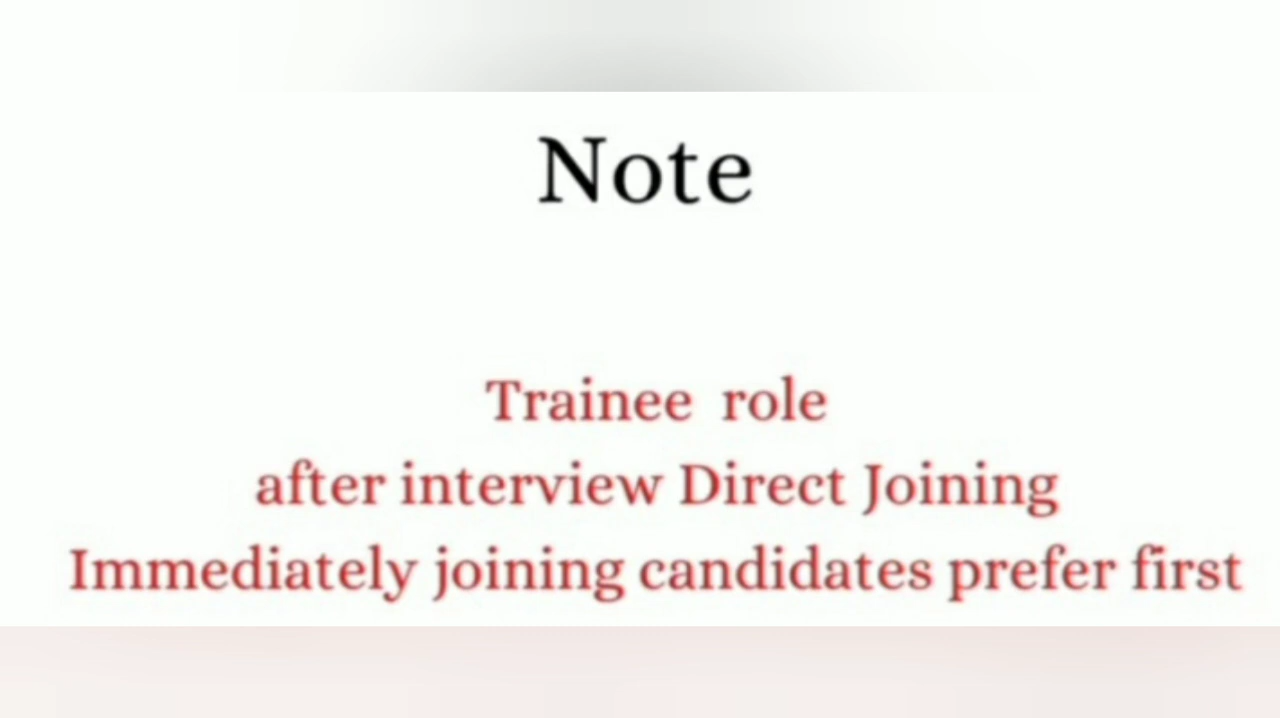 Note
Trainee role
after interview Direct Joining
Immediately joining candidates prefer first